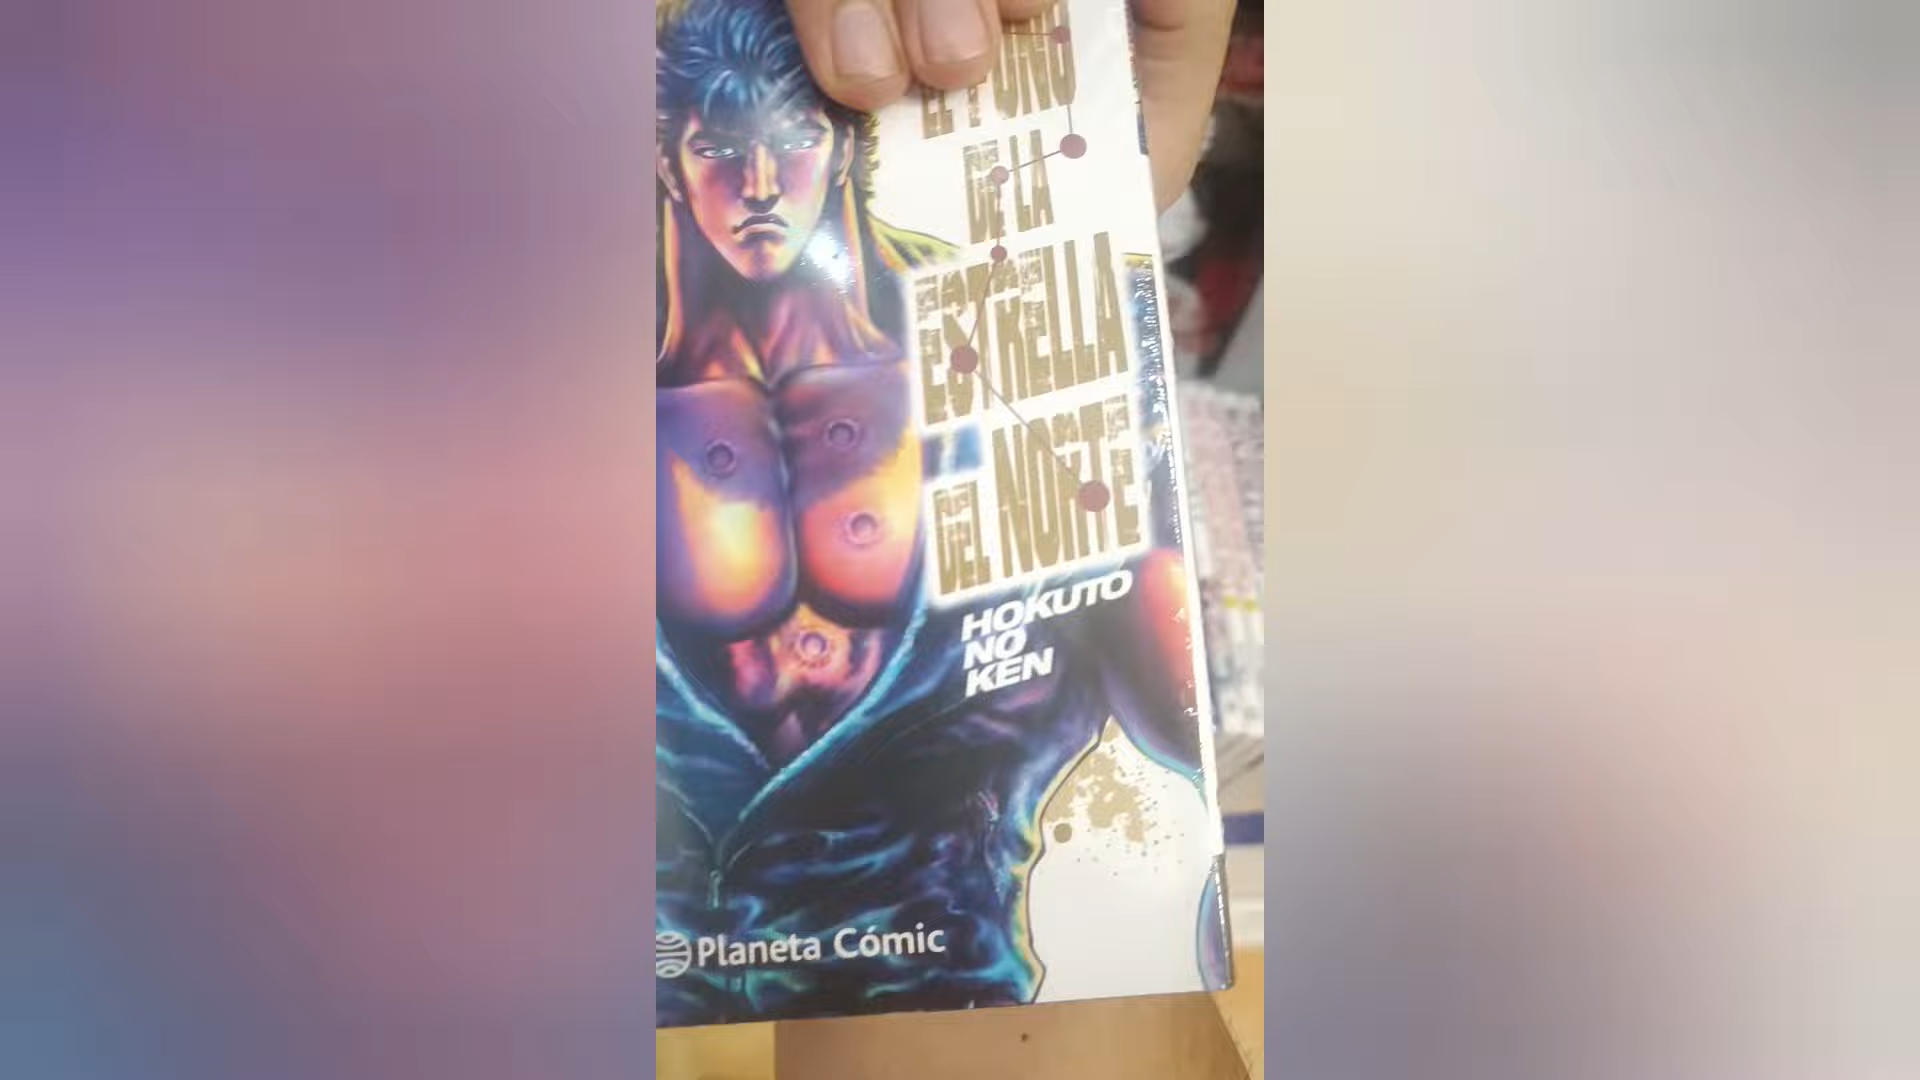 EL PUÑO
DE LA
ESTRELLA
DEL NORTE
HOKUTO
NO
KEN
Planeta Cómic